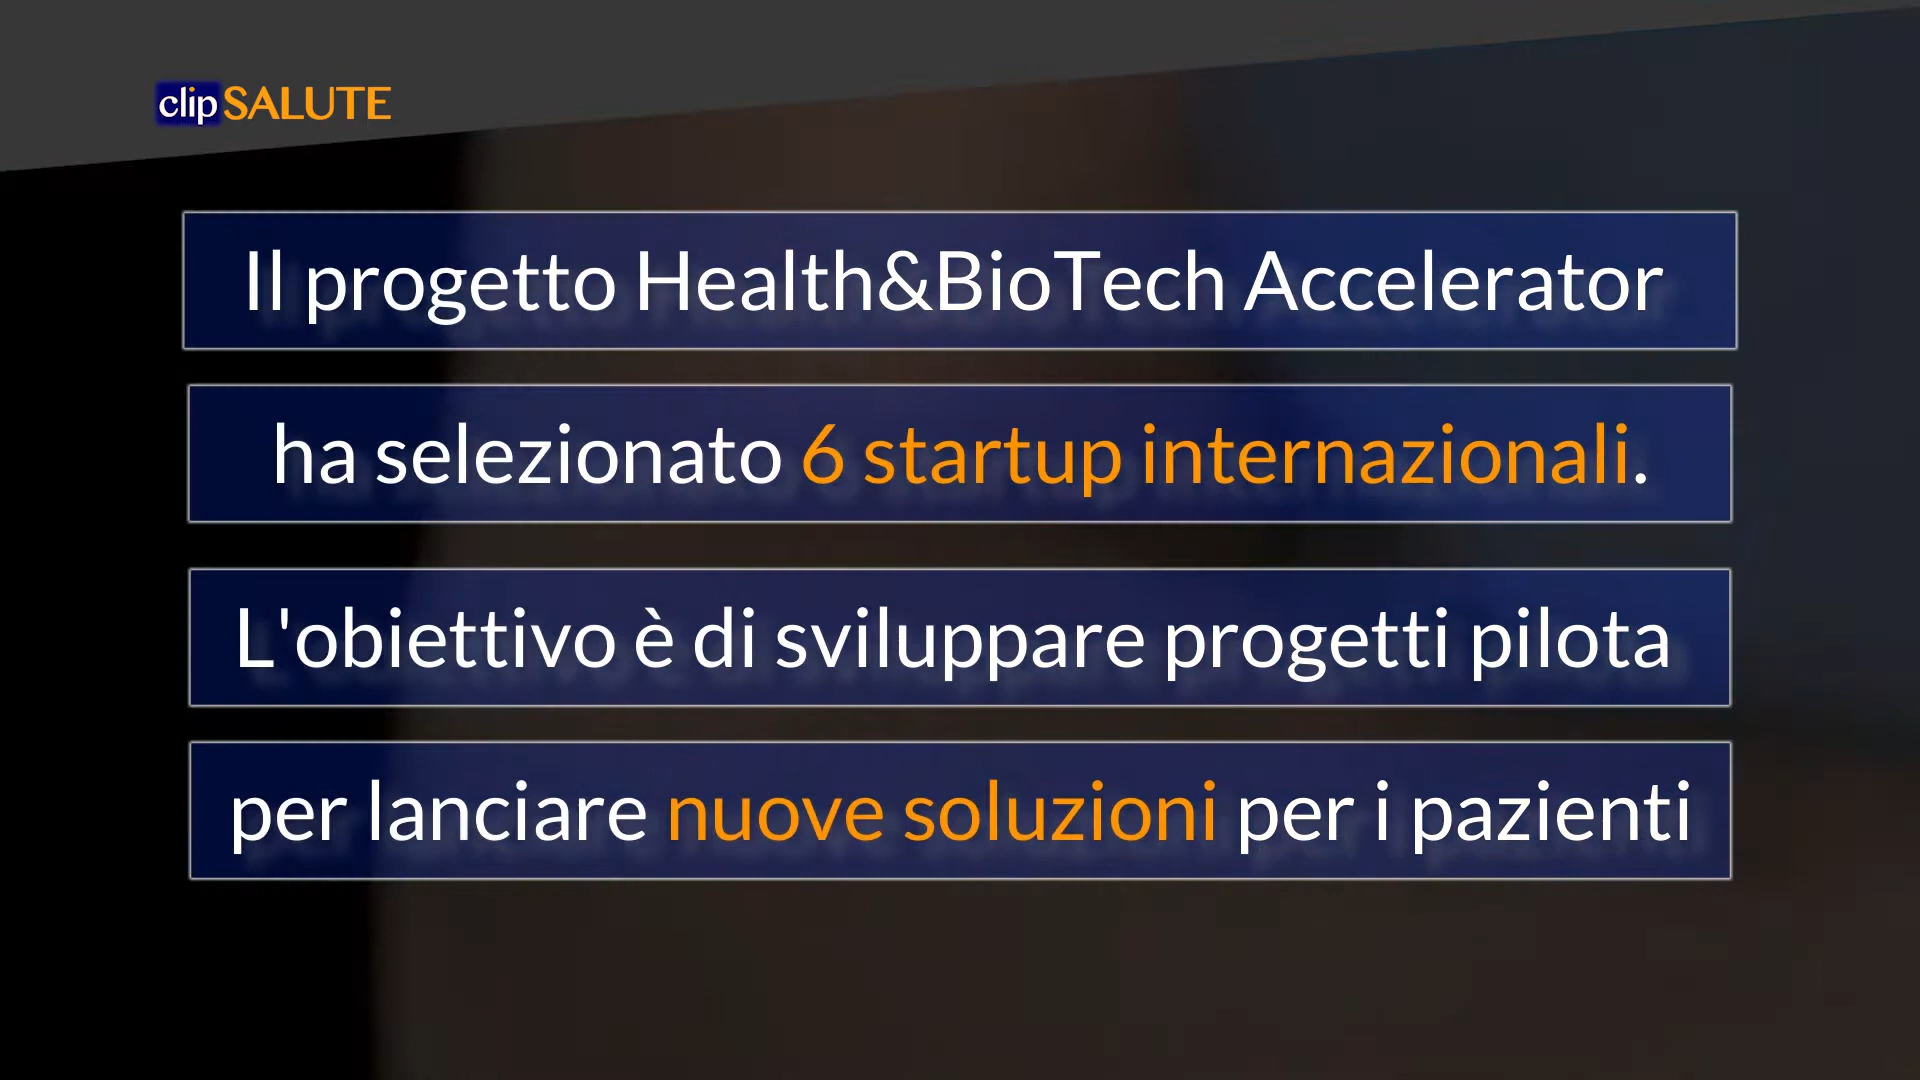 clipSALUTE
Il progetto Health&BioTech Accelerator
ha selezionato 6 startup internazionali.
L'obiettivo è di sviluppare progetti pilota
per lanciare nuove soluzioni per i pazienti